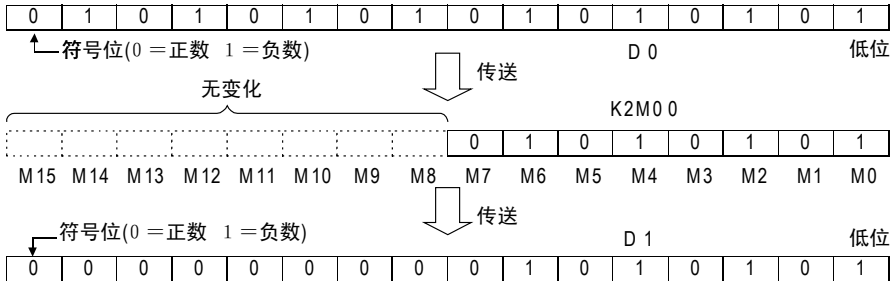 0 1 0 1 0 1 0 1 0 1 0 1 0 1 0 1
符号位(0 =正数 1 =负数) D 0 低位
传送
无变化
K2M0 0
0 1 0 1 0 1 0 1
M15 M14 M13 M12 M11 M10 M9 M8 M7 M6 M5 M4 M3 M2 M1 M0
传送
符号位(0 =正数 1 =负数) D 1 低位
0 0 0 0 0 0 0 0 0 1 0 1 0 1 0 1